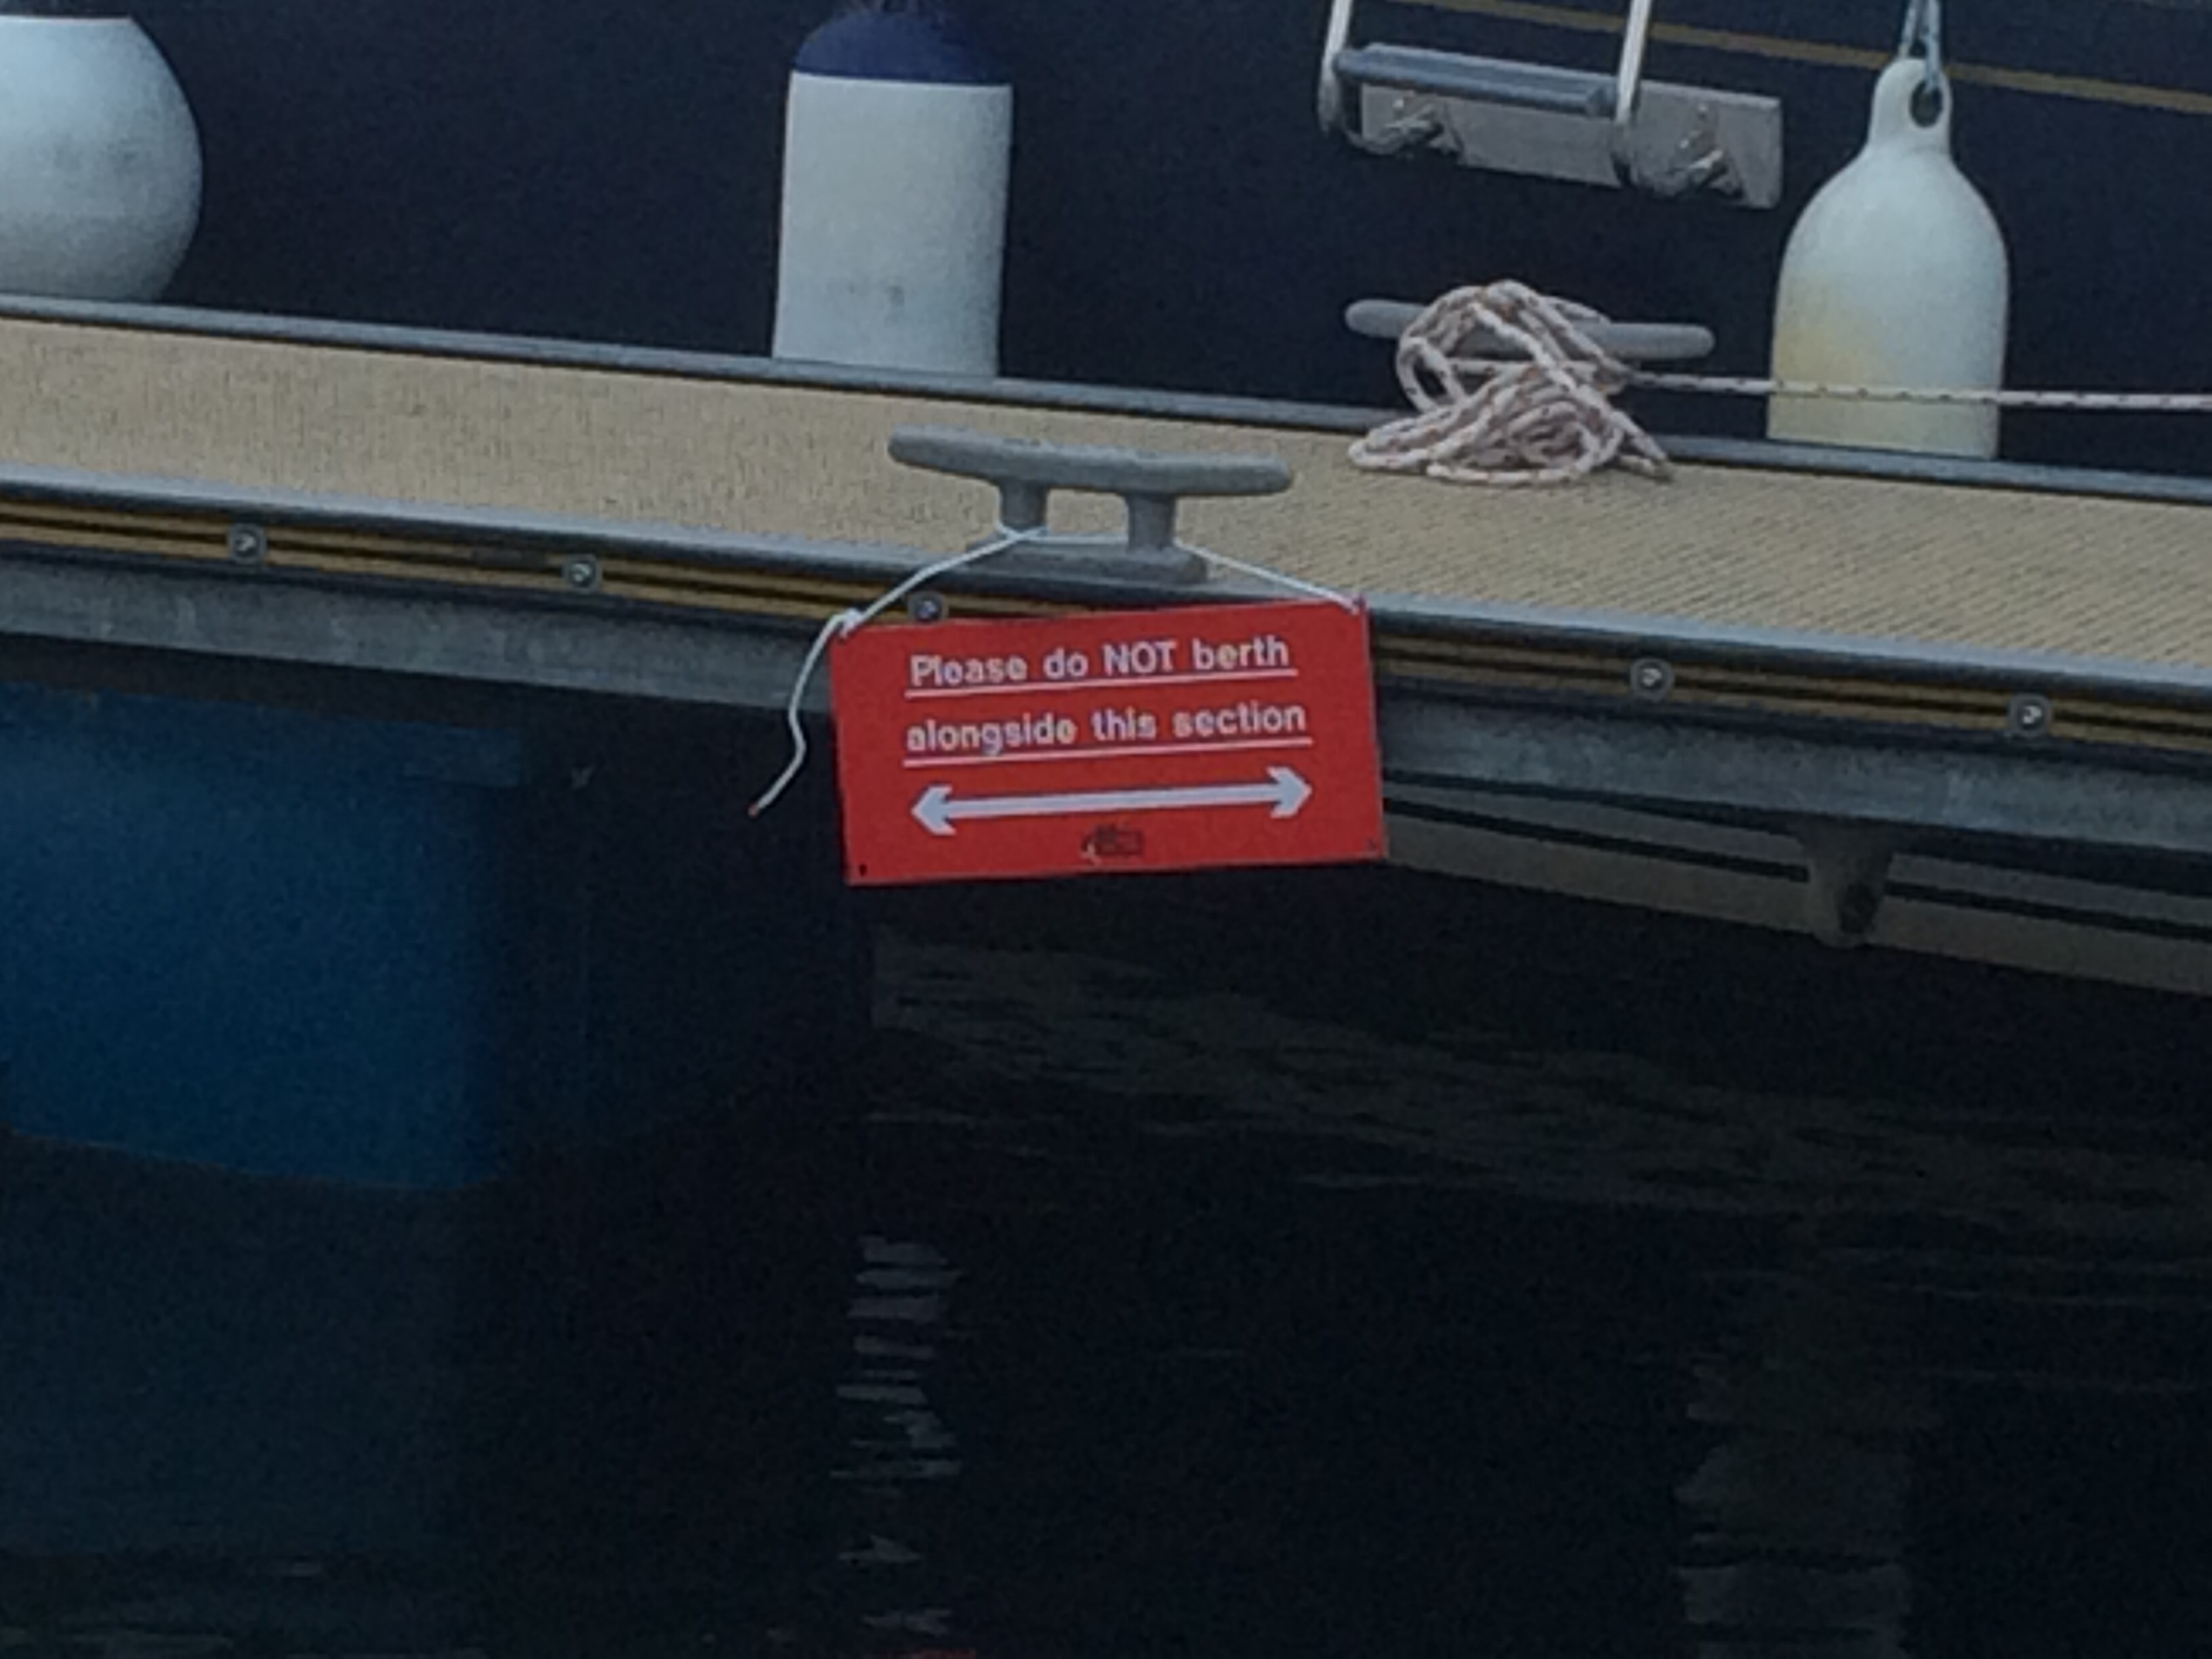 Please do NOT berth
alongside this section